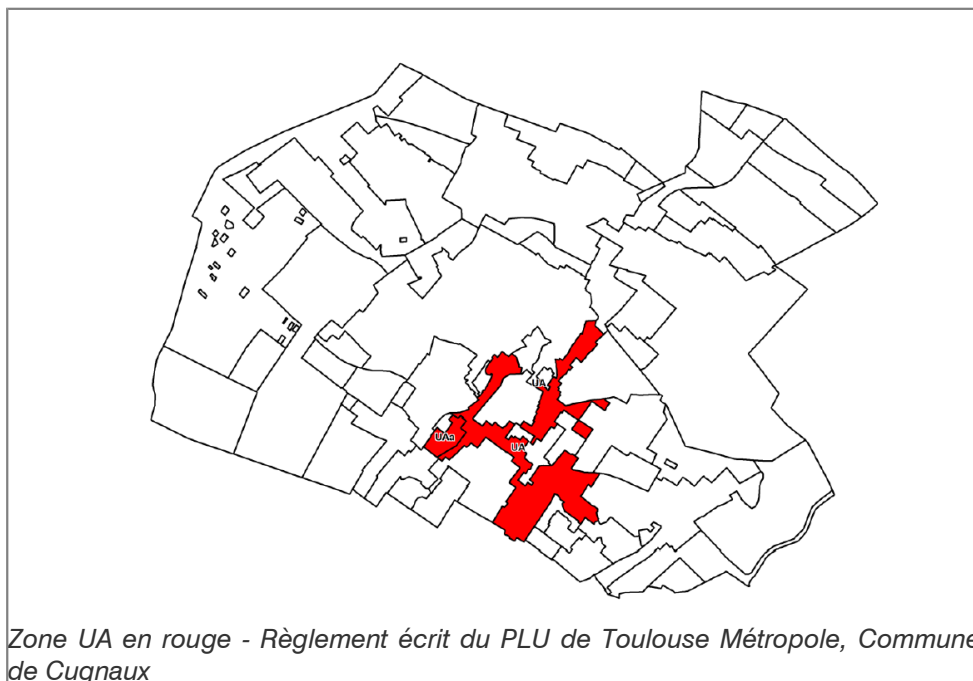 UA
UAa
UA
Zone UA en rouge - Règlement écrit du PLU de Toulouse Métropole, Commune
de Cugnaux